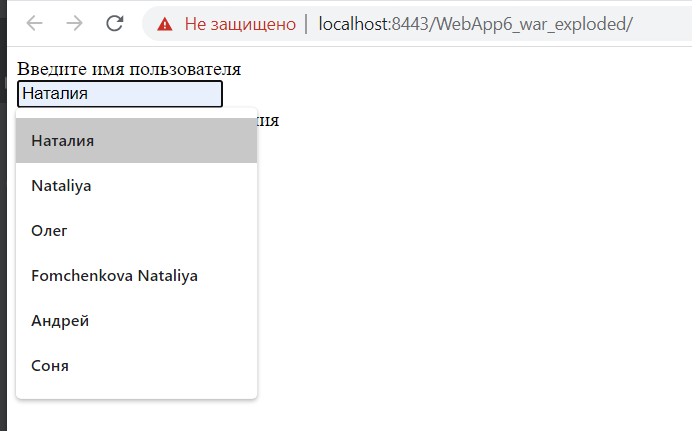 Не защищено | localhost:8443/WebApp6_war_exploded/
Введите имя пользователя
Наталия
Наталия
Nataliya
Олег
Fomchenkova Nataliya
Андрей
Соня